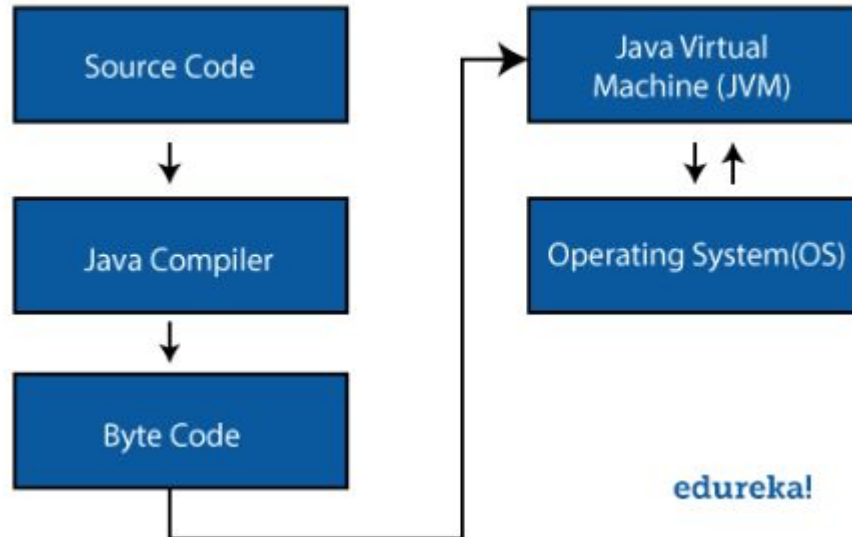 Source Code
Java Compiler
Byte Code
Java Virtual
Machine (JVM)
Operating System(OS)
edureka!